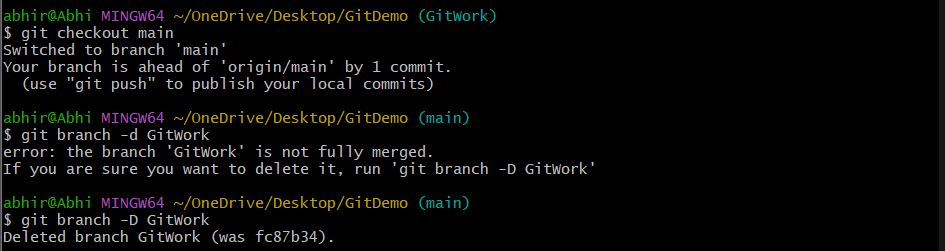 abhir@Abhi MINGW64 ~/OneDrive/Desktop/GitDemo (GitWork)
$ git checkout main
Switched to branch 'main'
Your branch is ahead of 'origin/main' by 1 commit.
  (use "git push" to publish your local commits)
abhir@Abhi MINGW64 ~/OneDrive/Desktop/GitDemo (main)
$ git branch -d GitWork
error: the branch 'GitWork' is not fully merged.
If you are sure you want to delete it, run 'git branch -D GitWork'
abhir@Abhi MINGW64 ~/OneDrive/Desktop/GitDemo (main)
$ git branch -D GitWork
Deleted branch GitWork (was fc87b34).